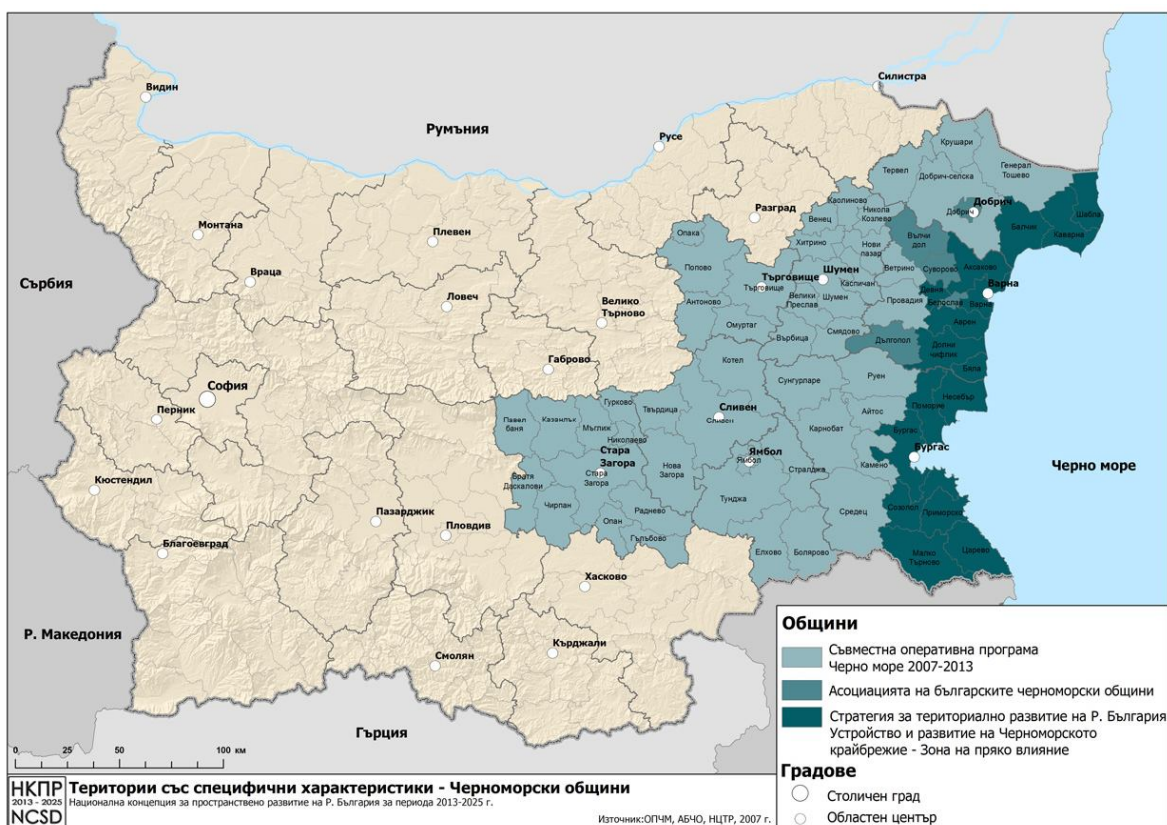 Силистра
Видин
Румъния
Русе
Крушари
Генерал
Тошево
Тервел
Добрич-селска
Каолиново
Добрич
Добрич
Никола
Козлево
Венец
Шабла
Разград
Балчик
Каварна
Монтана
Плевен
Опака
Хитрино
Нови
пазар
Вълчи
дол
Попово
Ветрино
Суворово
Аксаково
Враца
Търговище
Търговище
Шумен
Каспичан
Девня
Варна
Сърбия
Ловеч
Велико
Търново
Антоново
Велики
Преслав
Шумен
Провадия
Белослав
Варна
Омуртаг
Смядово
Аврен
Върбица
Дългопол
Долни
чифлик
Габрово
Котел
Сунгурларе
Руен
Бяла
София
Несебър
Гурково
Твърдица
Сливен
Сливен
Айтос
Поморие
Павел
баня
Казанлък
Мъглиж
Перник
Николаево
Карнобат
Бургас
Бургас
Стара
Загора
Стара
Загора
Ямбол
Ямбол
Камено
Черно море
Братя
Даскалови
Нова
Загора
Стралджа
Кюстендил
Чирпан
Раднево
Тунджа
Средец
Созопол
Приморско
Пазарджик
Пловдив
Опан
Гълъбово
Благоевград
Елхово
Болярово
Малко
Търново
Царево
Хасково
Р. Македония
Кърджали
Смолян
Гърция
0 25 50 100 км
Общини
Съвместна оперативна програма
Черно море 2007-2013
Асоциацията на българските черноморски общини
Стратегия за териториално развитие на Р. България
Устройство и развитие на Черноморското
крайбрежие - Зона на пряко влияние
Градове
Столичен град
Областен център
НКПР
2013 - 2025
NCSD
Територии със специфични характеристики - Черноморски общини
Национална концепция за пространствено развитие на Р. България за периода 2013-2025 г.
Източник:ОПЧМ, АБЧО, НЦТР, 2007 г.